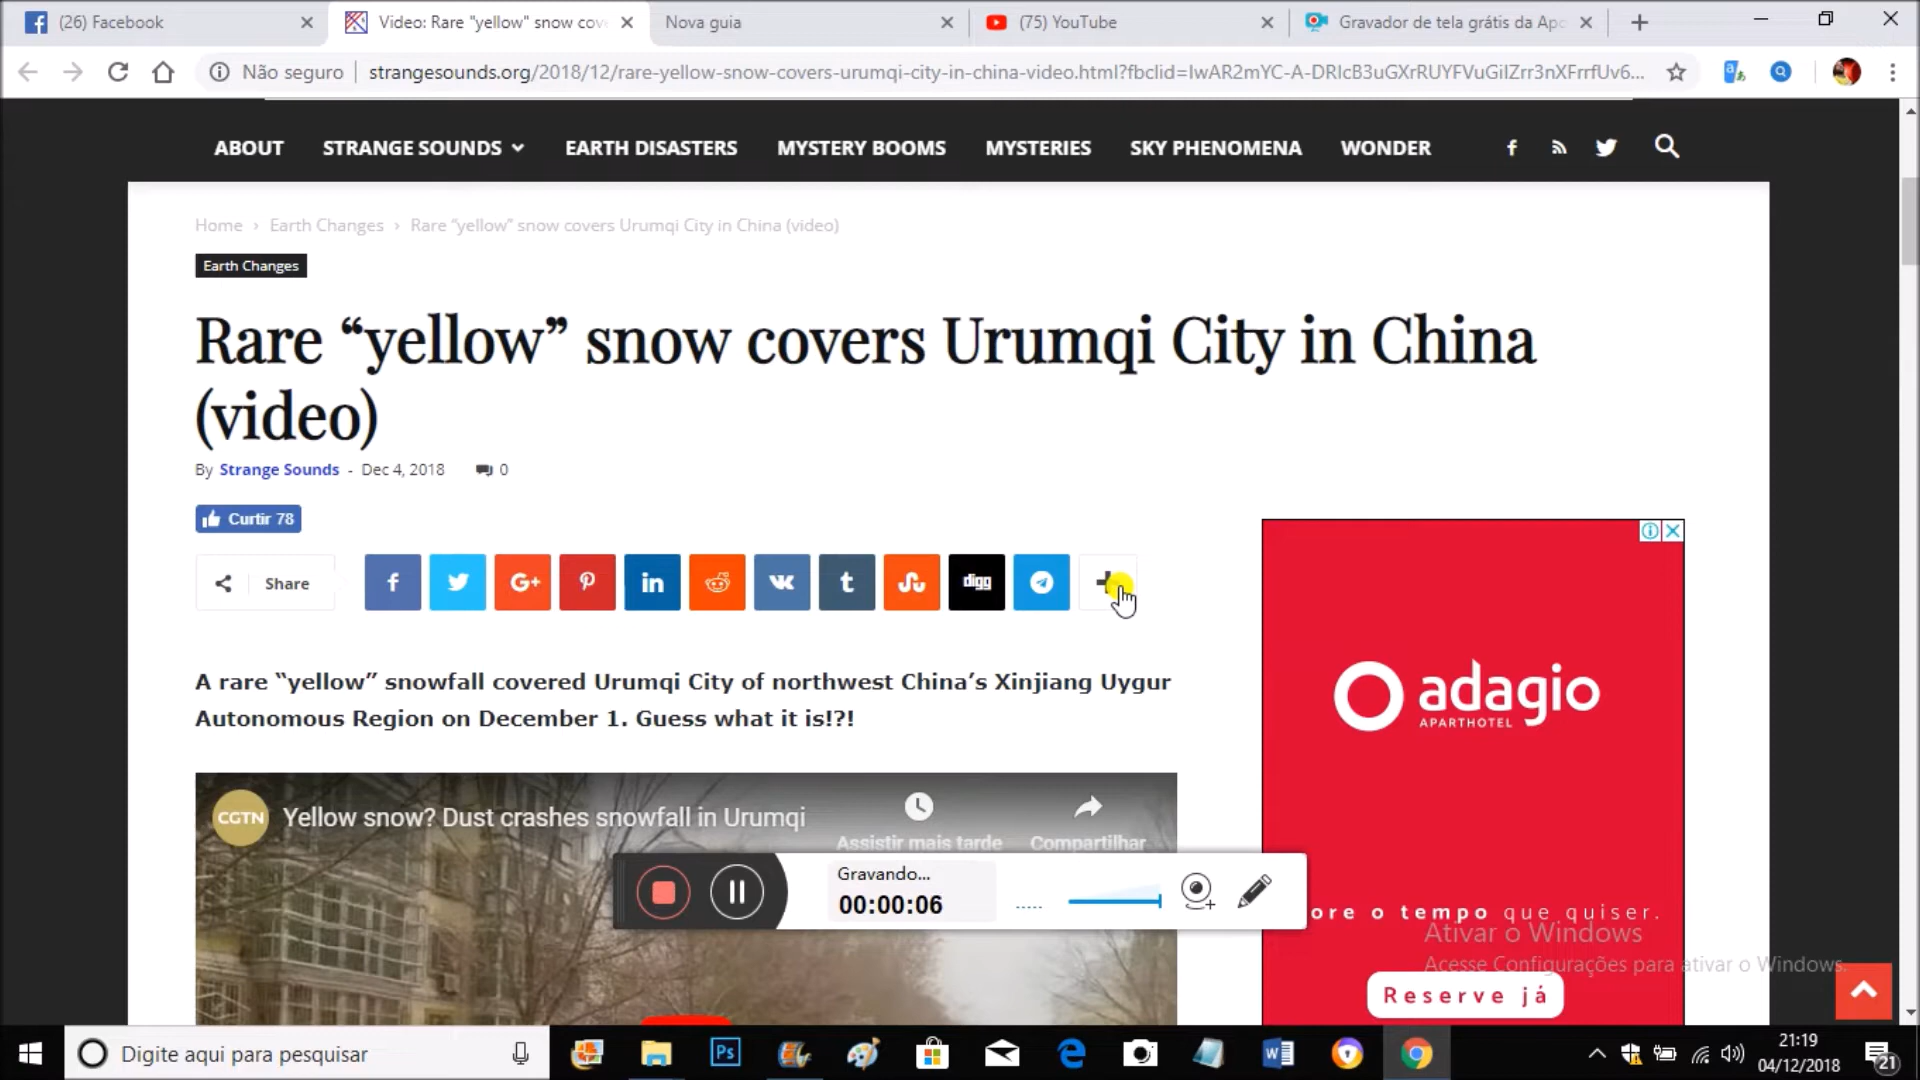 (26) Facebook
Video: Rare "yellow" snow cove
Nova guia
(75) YouTube
Gravador de tela grátis da Apo
Não seguro
strangesounds.org/2018/12/rare-yellow-snow-covers-urumqi-city-in-china-video.html?fbclid=IwAR2mYC-A-DRIcB3uGXrRUYFVuGiIZrr3nXFrrfUv6...
ABOUT
STRANGE SOUNDS
EARTH DISASTERS
MYSTERY BOOMS
MYSTERIES
SKY PHENOMENA
WONDER
Home › Earth Changes › Rare “yellow” snow covers Urumqi City in China (video)
Earth Changes
Rare “yellow” snow covers Urumqi City in China
(video)
By Strange Sounds - Dec 4, 2018 0
Curtir 78
Share
G+
in
t
digg
A rare “yellow” snowfall covered Urumqi City of northwest China’s Xinjiang Uygur
Autonomous Region on December 1. Guess what it is!?!
CGTN
Yellow snow? Dust crashes snowfall in Urumqi
Assistir mais tarde
Compartilhar
Gravando...
00:00:06
adagio
APARTHOTEL
ore o tempo que quiser.
Reserve já
Ativar o Windows
Acesse Configurações para ativar o Windows.
Digite aqui para pesquisar
Ps
21:19
04/12/2018
21